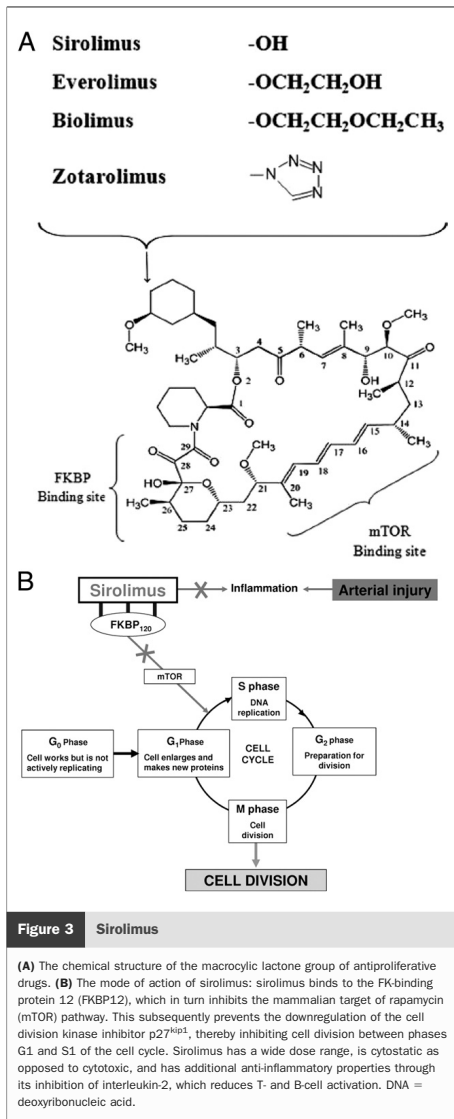 A
Sirolimus -OH
Everolimus -OCH₂CH₂OH
Biolimus -OCH₂CH₂OCH₂CH₃
Zotarolimus
N N
N N
O
H₃C
H₃C
3 4 5 6 7 8 9 10 11 12 13 14 15 16 17 18 19 20 21 22 23 24 25 26 27 28 29
CH₃ CH₃ O CH₃
O
2
O
HO
O
1
O
H₃C
N
CH₃
O
O
CH₃
O
HO
O
H₃C
CH₃
FKBP
Binding site
mTOR
Binding site
B
Sirolimus
Inflammation
Arterial injury
FKBP₁₂₀
mTOR
S phase
DNA
replication
G₀ Phase
Cell works but is not
actively replicating
G₁Phase
Cell enlarges and
makes new proteins
CELL
CYCLE
G₂ phase
Preparation for
division
M phase
Cell
division
CELL DIVISION
Figure 3 Sirolimus
(A) The chemical structure of the macrocylic lactone group of antiproliferative
drugs. (B) The mode of action of sirolimus: sirolimus binds to the FK-binding
protein 12 (FKBP12), which in turn inhibits the mammalian target of rapamycin
(mTOR) pathway. This subsequently prevents the downregulation of the cell
division kinase inhibitor p27ᵏⁱᵖ¹, thereby inhibiting cell division between phases
G1 and S1 of the cell cycle. Sirolimus has a wide dose range, is cytostatic as
opposed to cytotoxic, and has additional anti-inflammatory properties through
its inhibition of interleukin-2, which reduces T- and B-cell activation. DNA =
deoxyribonucleic acid.